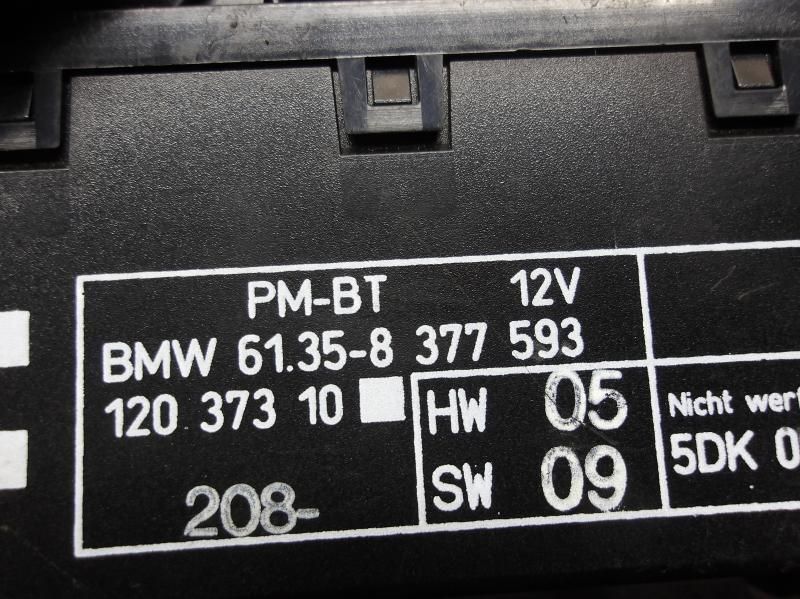 PM-BT 12V
BMW 61.35-8 377 593
120 373 10
HW 05
SW 09
208-
Nicht
5DK